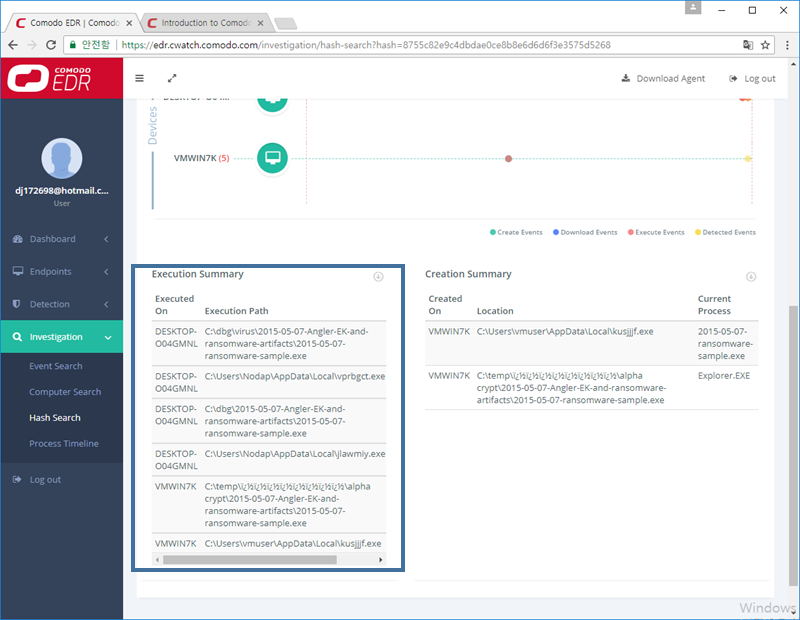 Comodo EDR | Comodo
Introduction to Comodo
안전함
https://edr.cwatch.comodo.com/investigation/hash-search?hash=8755c82e9c4dbdae0ce8b8e6d6d6f3e3575d5268
COMODO
EDR
Download Agent
Log out
dj172698@hotmail.c...
User
Dashboard
Endpoints
Detection
Investigation
Event Search
Computer Search
Hash Search
Process Timeline
Log out
Devices
VMWIN7K (5)
Create Events
Download Events
Execute Events
Detected Events
Execution Summary
Executed
On
Execution Path
DESKTOP-
O04GMNL
C:\dbg\virus\2015-05-07-Angler-EK-and-
ransomware-artifacts\2015-05-07-
ransomware-sample.exe
DESKTOP-
O04GMNL
C:\Users\Nodap\AppData\Local\vprbgct.exe
DESKTOP-
O04GMNL
C:\dbg\2015-05-07-Angler-EK-and-
ransomware-artifacts\2015-05-07-
ransomware-sample.exe
DESKTOP-
O04GMNL
C:\Users\Nodap\AppData\Local\jlawmiy.exe
VMWIN7K
C:\temp\ï¿½ï¿½ï¿½ï¿½ï¿½ï¿½ï¿½ï¿½\alpha
crypt\2015-05-07-Angler-EK-and-
ransomware-artifacts\2015-05-07-
ransomware-sample.exe
VMWIN7K
C:\Users\vmuser\AppData\Local\kusjjjf.exe
Creation Summary
Created
On
Location
Current
Process
VMWIN7K
C:\Users\vmuser\AppData\Local\kusjjjf.exe
2015-05-07-
ransomware-
sample.exe
VMWIN7K
C:\temp\ï¿½ï¿½ï¿½ï¿½ï¿½ï¿½ï¿½ï¿½\alpha
crypt\2015-05-07-Angler-EK-and-ransomware-
artifacts\2015-05-07-ransomware-sample.exe
Explorer.EXE
Windows